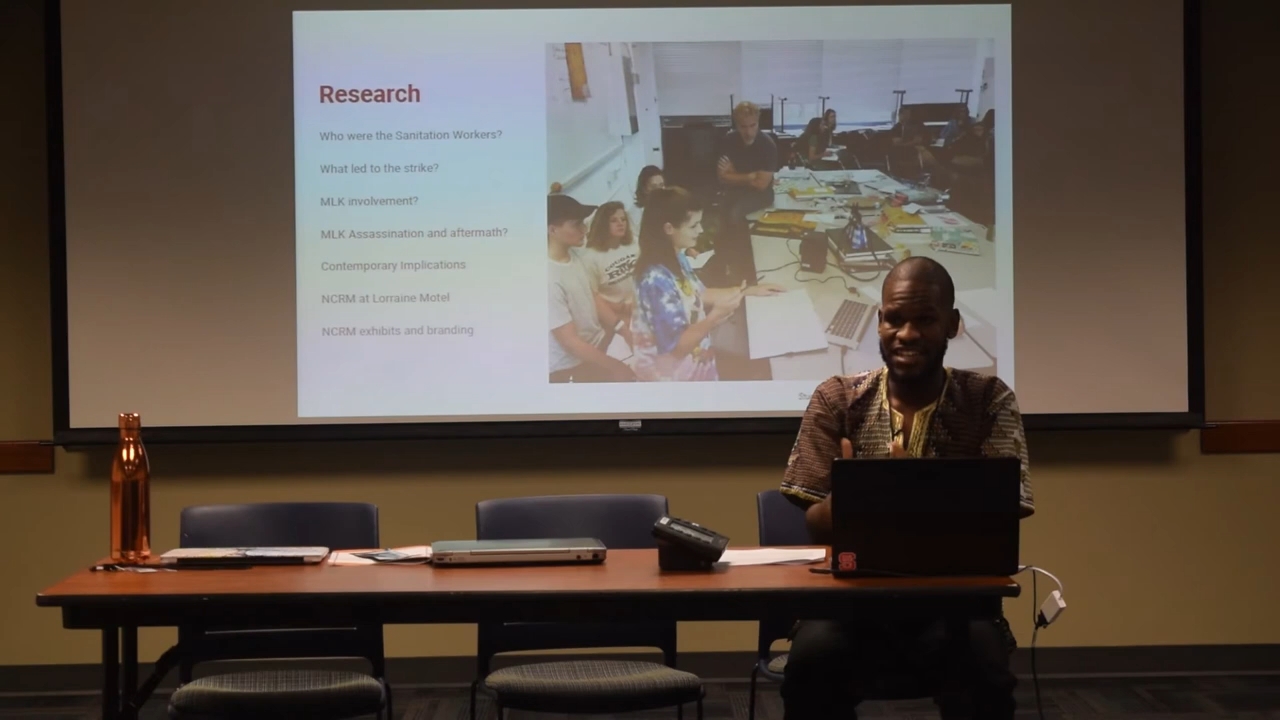 Research
Who were the Sanitation Workers?
What led to the strike?
MLK involvement?
MLK Assassination and aftermath?
Contemporary Implications
NCRM at Lorraine Motel
NCRM exhibits and branding